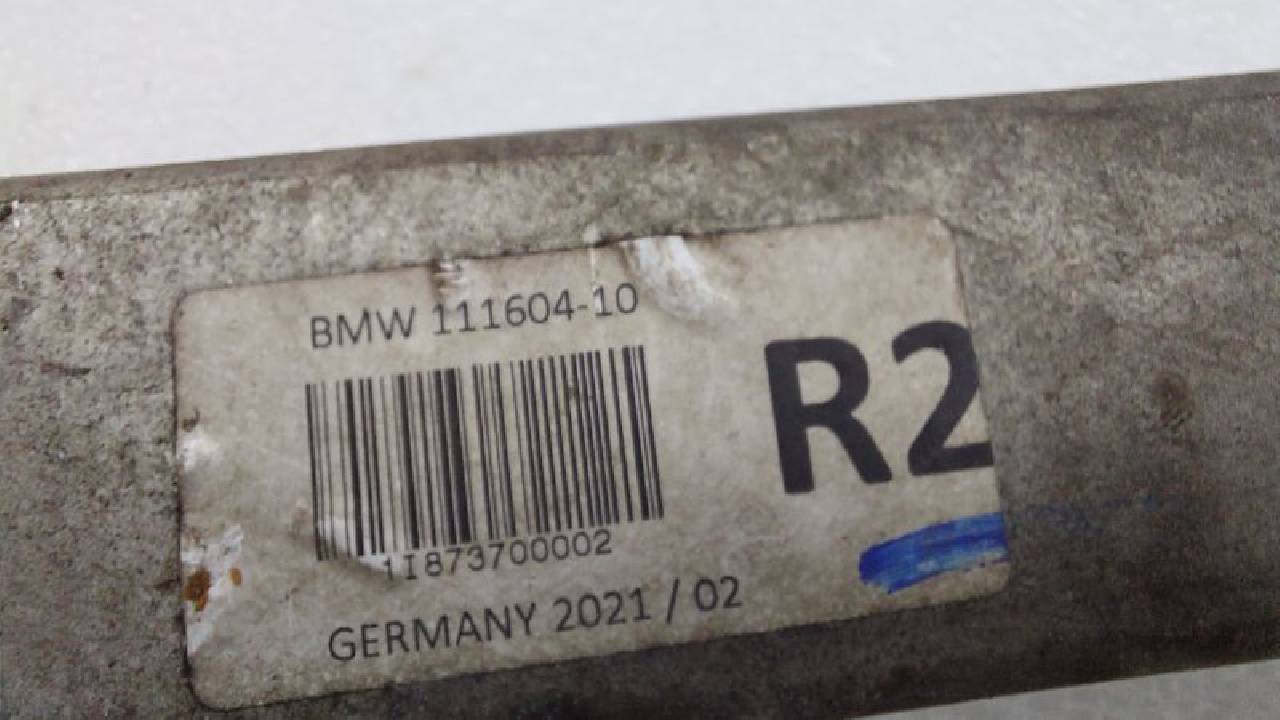 BMW 111604-10
R2
1I873700002
GERMANY 2021 / 02